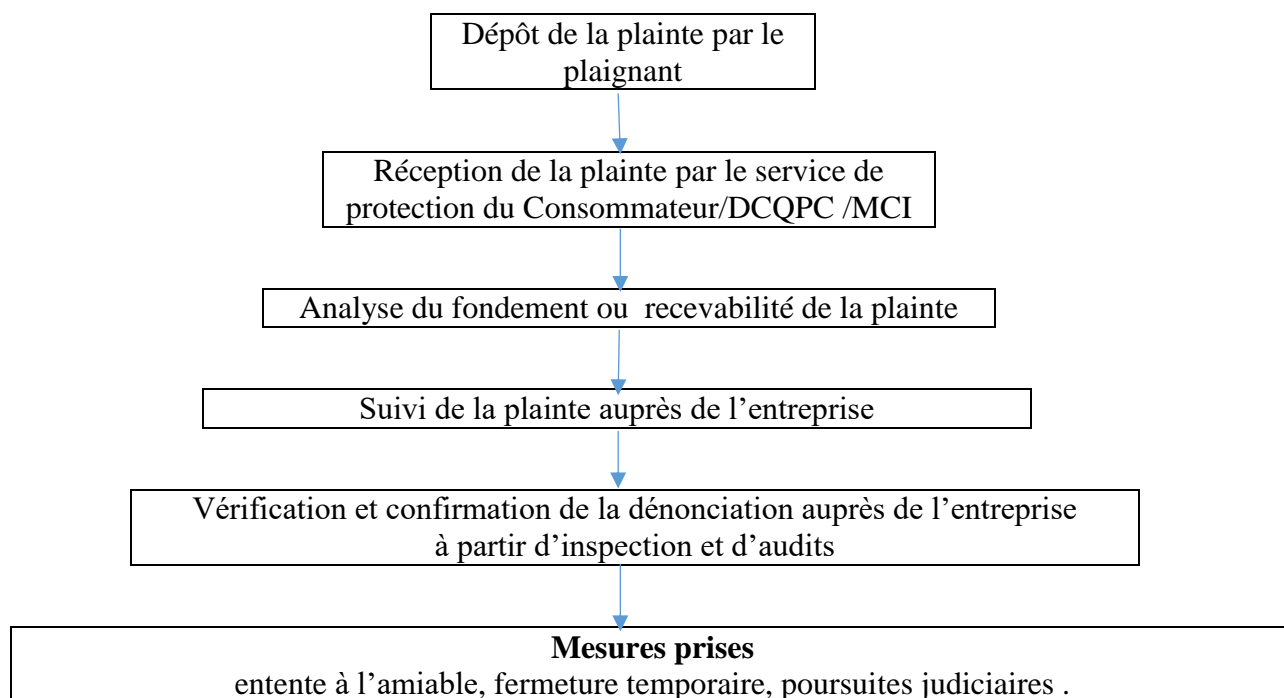 Dépôt de la plainte par le
plaignant
Réception de la plainte par le service de
protection du Consommateur/DCQPC /MCI
Analyse du fondement ou  recevabilité de la plainte
Suivi de la plainte auprès de l’entreprise
Vérification et confirmation de la dénonciation auprès de l’entreprise
à partir d’inspection et d’audits
Mesures prises
entente à l’amiable, fermeture temporaire, poursuites judiciaires .